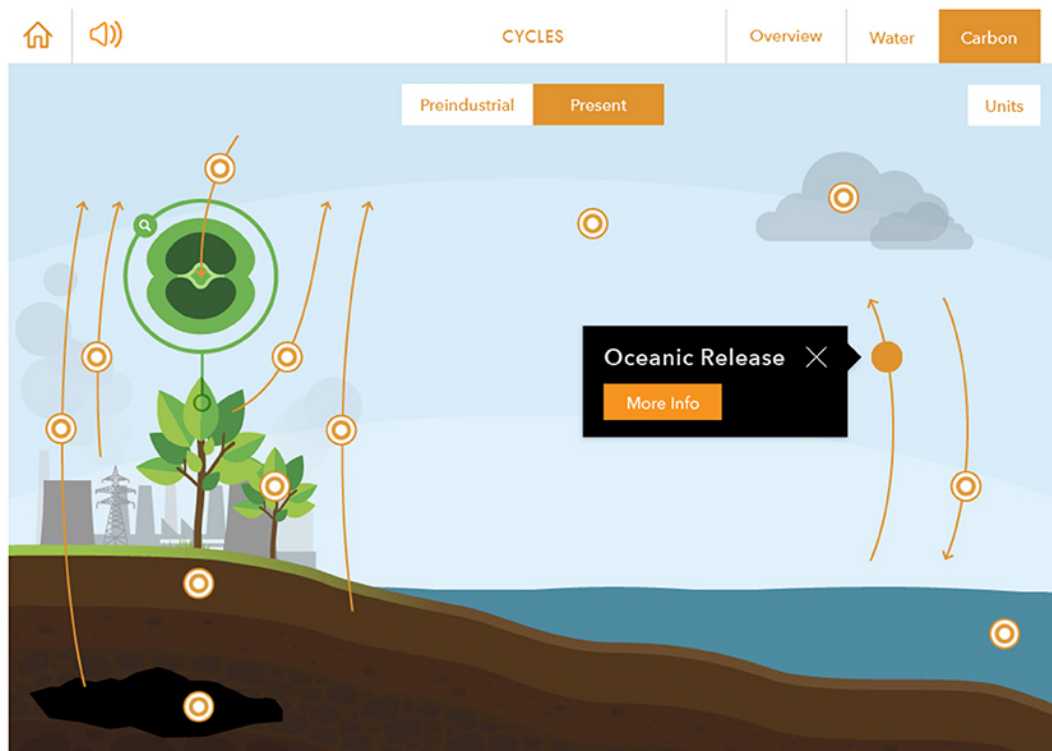 CYCLES
Overview
Water
Carbon
Preindustrial
Present
Units
Oceanic Release
More Info